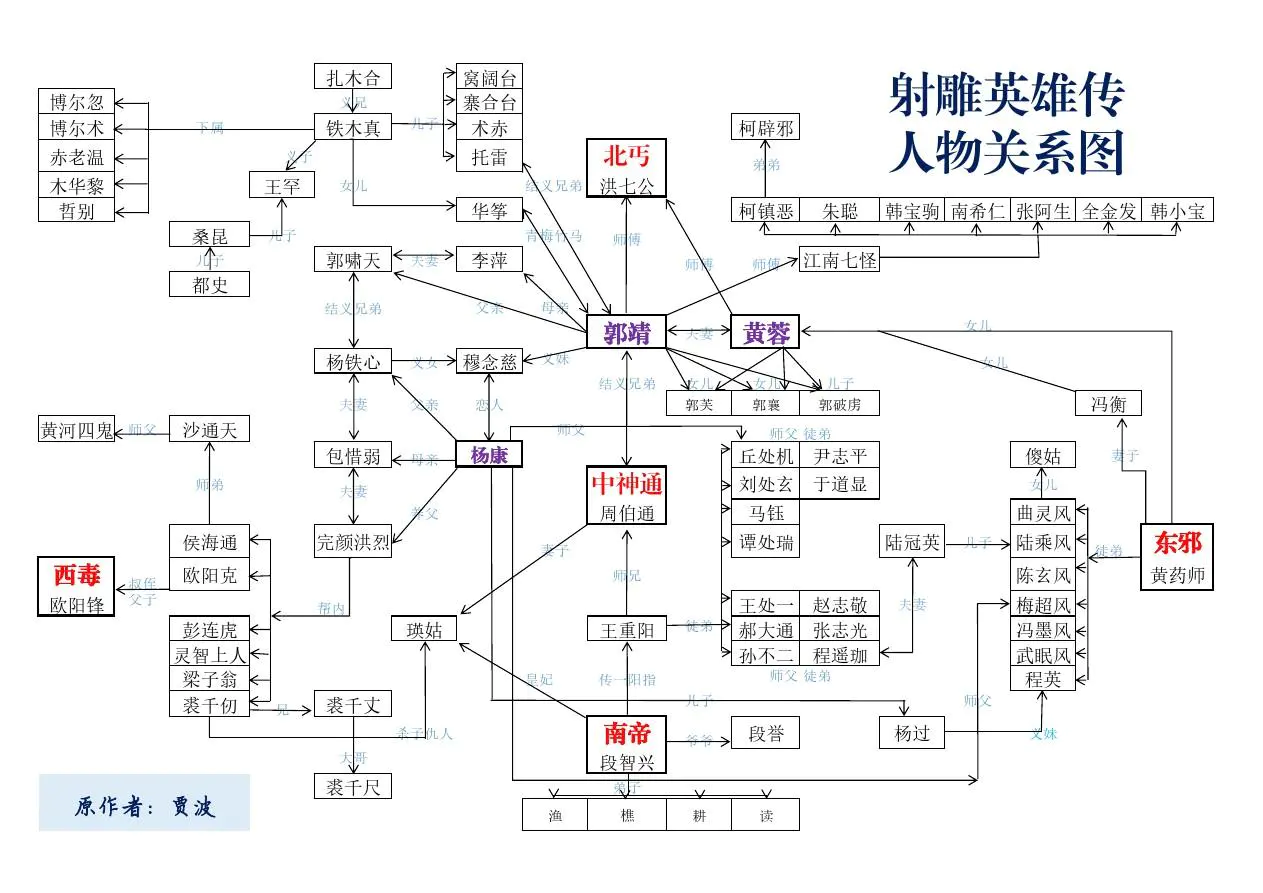 射雕英雄传
人物关系图
扎木合
义兄
铁木真
下属
博尔忽
博尔术
赤老温
木华黎
哲别
儿子
窝阔台
寨合台
术赤
托雷
义子
王罕
女儿
华筝
桑昆
儿子
儿子
都史
结义兄弟
青梅竹马
北丐
洪七公
师傅
师傅
师傅
柯辟邪
弟弟
柯镇恶
朱聪
韩宝驹
南希仁
张阿生
全金发
韩小宝
江南七怪
郭啸天
夫妻
李萍
结义兄弟
父亲
母亲
郭靖
夫妻
黄蓉
女儿
女儿
杨铁心
义女
穆念慈
义妹
结义兄弟
女儿
女儿
儿子
郭芙
郭襄
郭破虏
冯衡
夫妻
父亲
恋人
黄河四鬼
师父
沙通天
师弟
包惜弱
母亲
杨康
师父
夫妻
养父
完颜洪烈
中神通
周伯通
师父 徒弟
丘处机
尹志平
刘处玄
于道显
马钰
谭处瑞
妻子
傻姑
女儿
曲灵风
陆乘风
陈玄风
梅超风
冯墨风
武眠风
程英
徒弟
东邪
黄药师
陆冠英
儿子
夫妻
侯海通
欧阳克
西毒
欧阳锋
叔侄
父子
帮内
彭连虎
灵智上人
梁子翁
裘千仞
兄
裘千丈
大哥
裘千尺
杀子仇人
妻子
瑛姑
师兄
王重阳
徒弟
王处一
赵志敬
郝大通
张志光
孙不二
程遥珈
师父 徒弟
皇妃
传一阳指
儿子
师父
南帝
段智兴
爷爷
段誉
杨过
义妹
弟子
渔
樵
耕
读
原作者：贾波